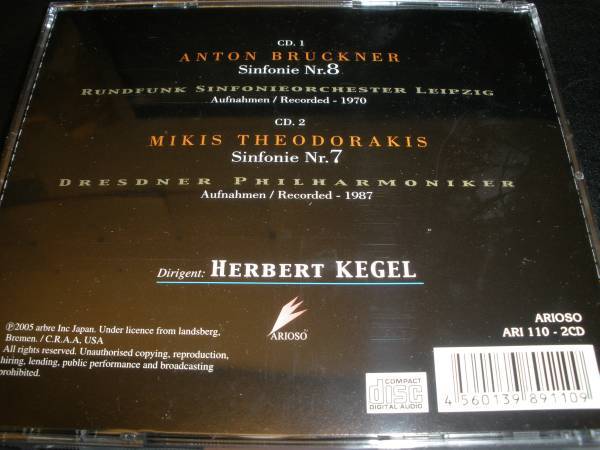 CD. 1
ANTON BRUCKNER
Sinfonie Nr.8
RUNDFUNK SINFONIEORCHESTER LEIPZIG
Aufnahmen / Recorded - 1970
CD. 2
MIKIS THEODORAKIS
Sinfonie Nr.7
DRESDNER PHILHARMONIKER
Aufnahmen / Recorded - 1987
Dirigent: HERBERT KEGEL
ARIOSO
℗2005 arbre Inc Japan. Under licence from landsberg,
Bremen. / C.R.A.A, USA
All rights reserved. Unauthorised copying, reproduction,
hiring, lending, public performance and broadcasting
prohibited.
COMPACT
disc
DIGITAL AUDIO
ARIOSO
ARI 110 - 2CD
4 560139 891109